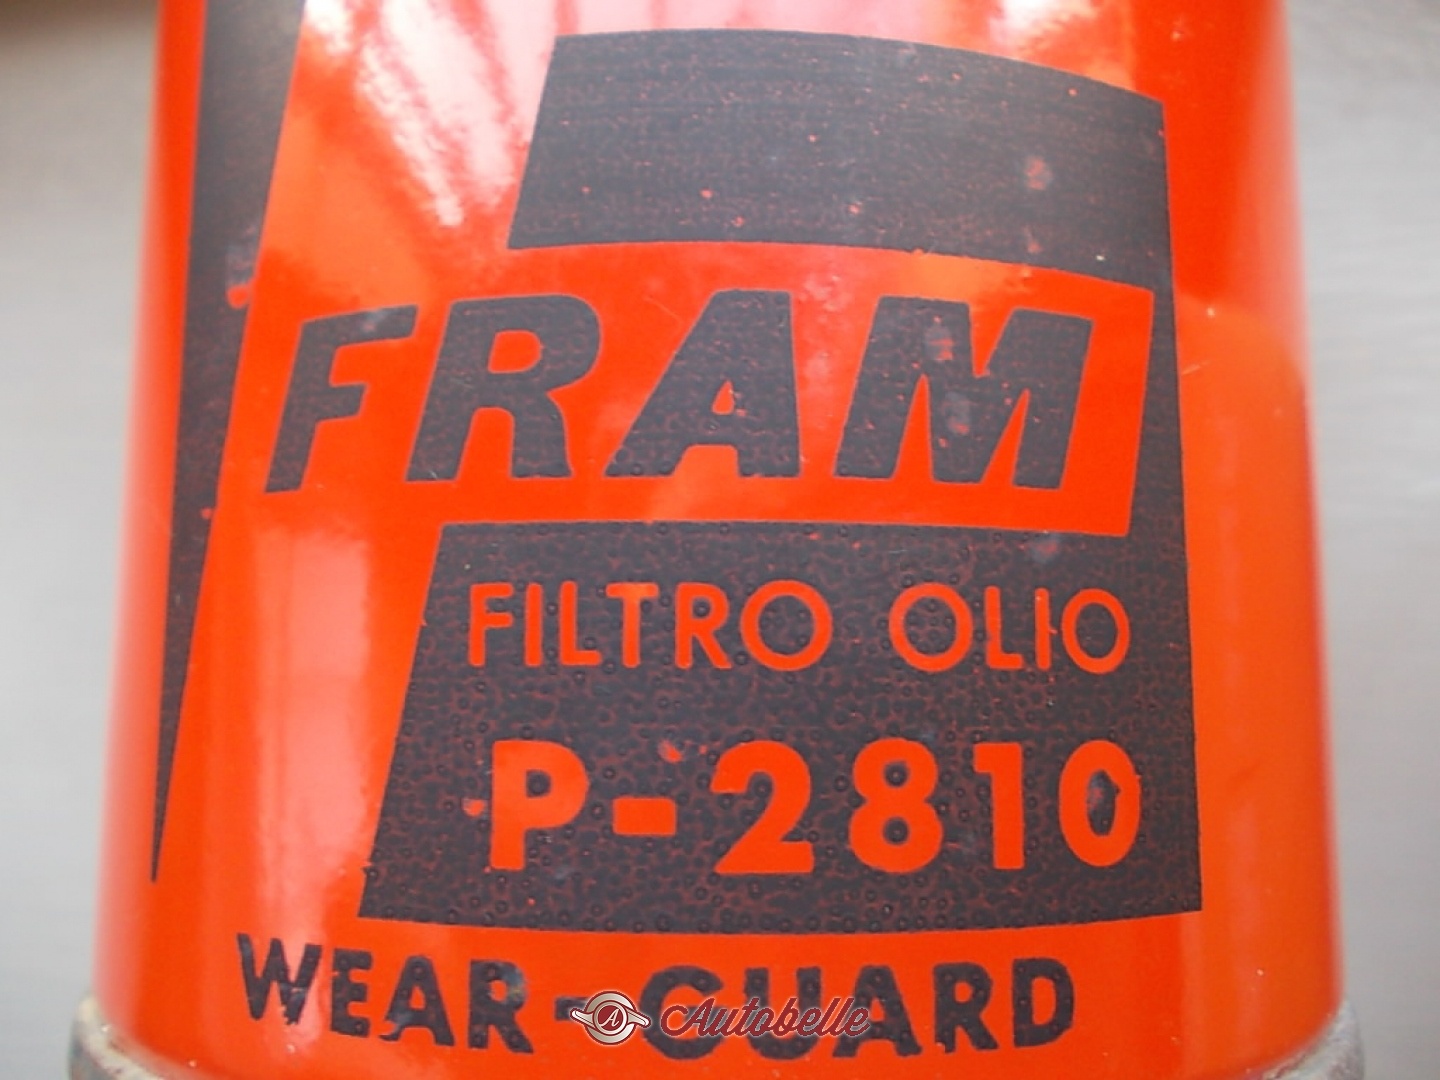 FRAM
FILTRO OLIO
P-2810
WEAR-GUARD
Autobelle